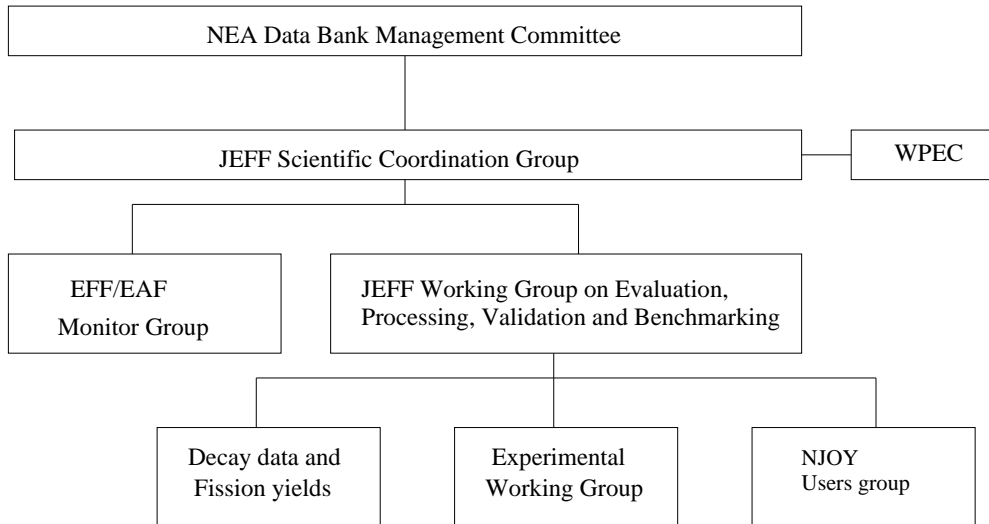 NEA Data Bank Management Committee
JEFF Scientific Coordination Group
WPEC
EFF/EAF
Monitor Group
JEFF Working Group on Evaluation,
Processing, Validation and Benchmarking
Decay data and
Fission yields
Experimental
Working Group
NJOY
Users group